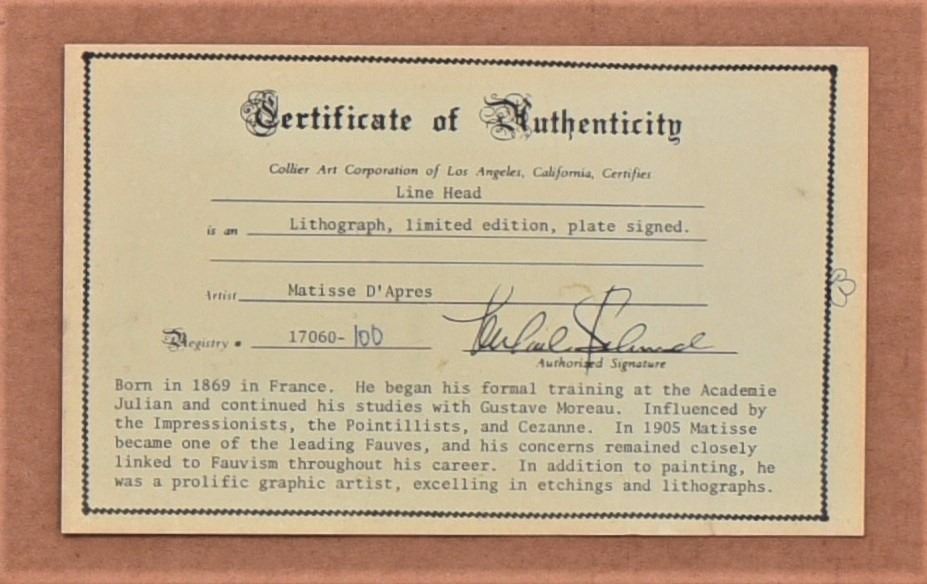 Certificate of Authenticity
Collier Art Corporation of Los Angeles, California, Certifies
Line Head
is an Lithograph, limited edition, plate signed.
Artist Matisse D'Apres
Registry • 17060-100
Authorized Signature
Born in 1869 in France. He began his formal training at the Academie
Julian and continued his studies with Gustave Moreau. Influenced by
the Impressionists, the Pointillists, and Cezanne. In 1905 Matisse
became one of the leading Fauves, and his concerns remained closely
linked to Fauvism throughout his career. In addition to painting, he
was a prolific graphic artist, excelling in etchings and lithographs.